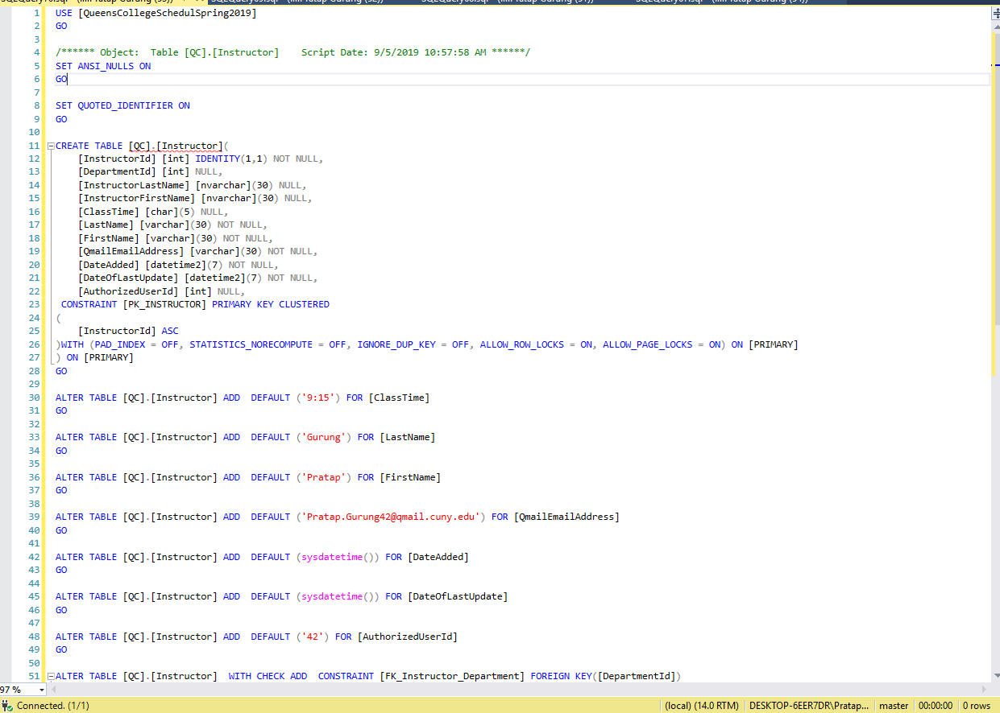 USE [QueensCollegeSchedulSpring2019]
GO
/****** Object:  Table [QC].[Instructor]    Script Date: 9/5/2019 10:57:58 AM ******/
SET ANSI_NULLS ON
GO
SET QUOTED_IDENTIFIER ON
GO
CREATE TABLE [QC].[Instructor](
[InstructorId] [int] IDENTITY(1,1) NOT NULL,
[DepartmentId] [int] NULL,
[InstructorLastName] [nvarchar](30) NULL,
[InstructorFirstName] [nvarchar](30) NULL,
[ClassTime] [char](5) NULL,
[LastName] [varchar](30) NOT NULL,
[FirstName] [varchar](30) NOT NULL,
[QmailEmailAddress] [varchar](30) NOT NULL,
[DateAdded] [datetime2](7) NOT NULL,
[DateOfLastUpdate] [datetime2](7) NOT NULL,
[AuthorizedUserId] [int] NULL,
CONSTRAINT [PK_INSTRUCTOR] PRIMARY KEY CLUSTERED
(
[InstructorId] ASC
)WITH (PAD_INDEX = OFF, STATISTICS_NORECOMPUTE = OFF, IGNORE_DUP_KEY = OFF, ALLOW_ROW_LOCKS = ON, ALLOW_PAGE_LOCKS = ON) ON [PRIMARY]
) ON [PRIMARY]
GO
ALTER TABLE [QC].[Instructor] ADD  DEFAULT ('9:15') FOR [ClassTime]
GO
ALTER TABLE [QC].[Instructor] ADD  DEFAULT ('Gurung') FOR [LastName]
GO
ALTER TABLE [QC].[Instructor] ADD  DEFAULT ('Pratap') FOR [FirstName]
GO
ALTER TABLE [QC].[Instructor] ADD  DEFAULT ('Pratap.Gurung42@qmail.cuny.edu') FOR [QmailEmailAddress]
GO
ALTER TABLE [QC].[Instructor] ADD  DEFAULT (sysdatetime()) FOR [DateAdded]
GO
ALTER TABLE [QC].[Instructor] ADD  DEFAULT (sysdatetime()) FOR [DateOfLastUpdate]
GO
ALTER TABLE [QC].[Instructor] ADD  DEFAULT ('42') FOR [AuthorizedUserId]
GO
ALTER TABLE [QC].[Instructor]  WITH CHECK ADD  CONSTRAINT [FK_Instructor_Department] FOREIGN KEY([DepartmentId])
97 %
Connected. (1/1) (local) (14.0 RTM) DESKTOP-6EER7DR\Pratap... master 00:00:00 0 rows